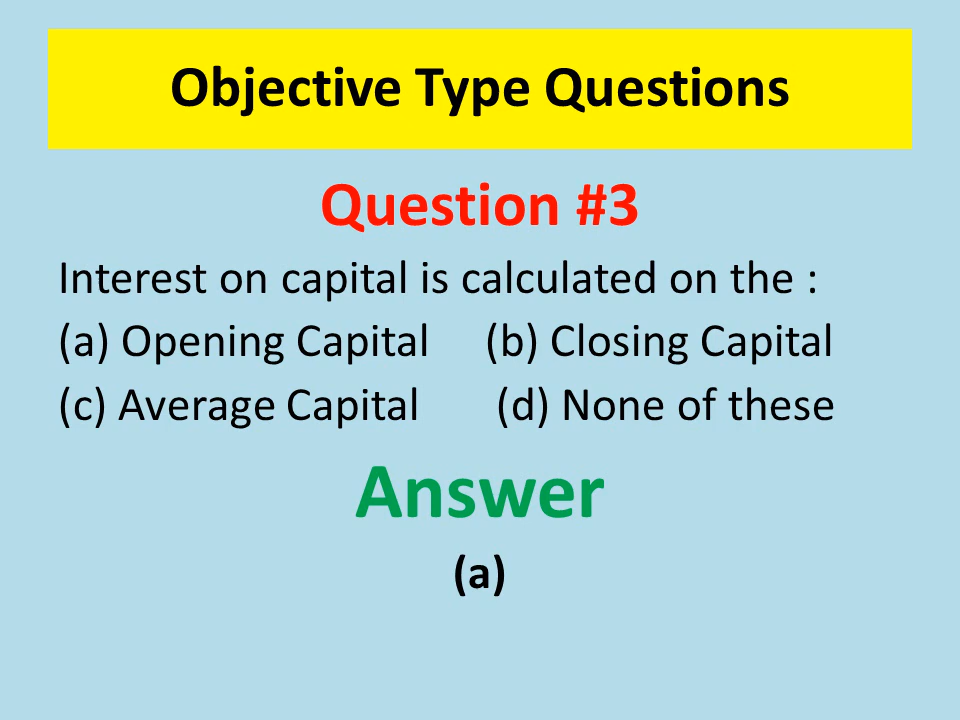 Objective Type Questions
Question #3
Interest on capital is calculated on the :
(a) Opening Capital (b) Closing Capital
(c) Average Capital (d) None of these
Answer
(a)